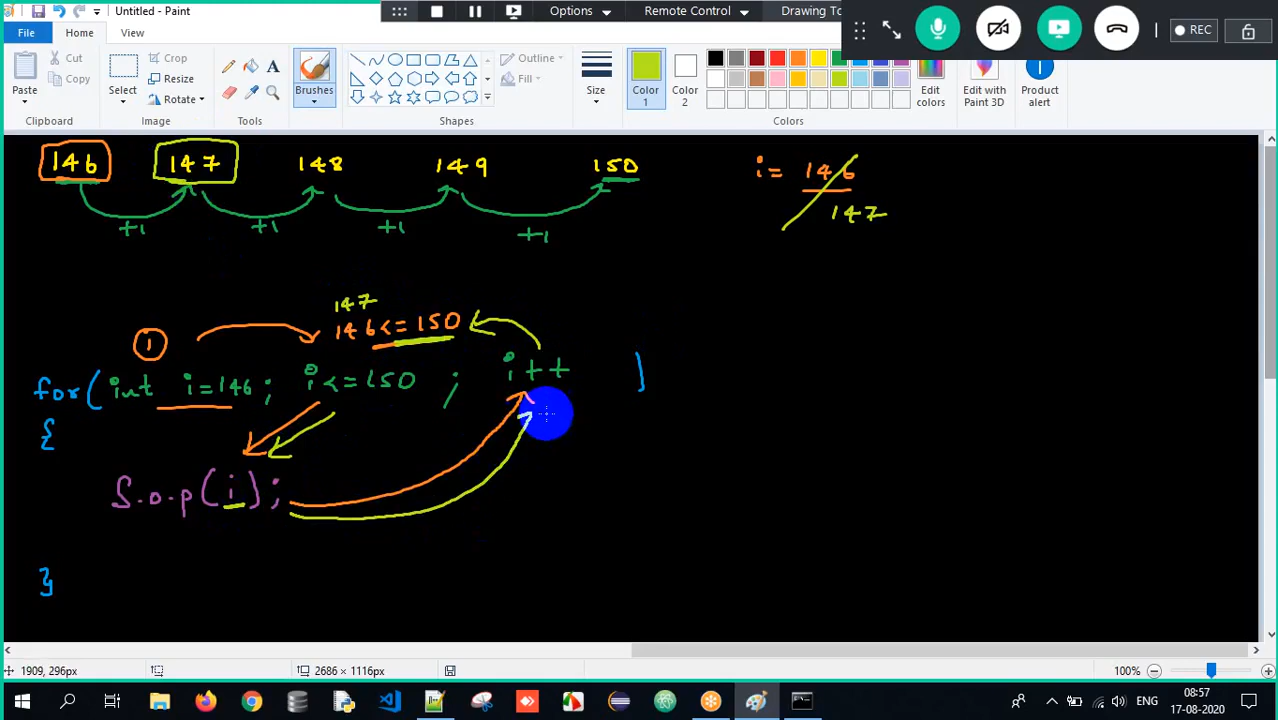 Untitled - Paint
Options
Remote Control
Drawing To
REC
File
Home
View
Paste
Cut
Copy
Clipboard
Select
Crop
Resize
Rotate
Image
A
Tools
Brushes
Outline
Fill
Shapes
Size
Color 1
Color 2
Colors
Edit colors
Edit with Paint 3D
Product alert
146 147 148 149 150
+1 +1 +1 +1
i= 146
147
147
146<=150
1
for( int i=146; i<=150 ; i++ )
{
S.o.p(i);
}
1909, 296px
2686 × 1116px
100%
ENG
08:57
17-08-2020